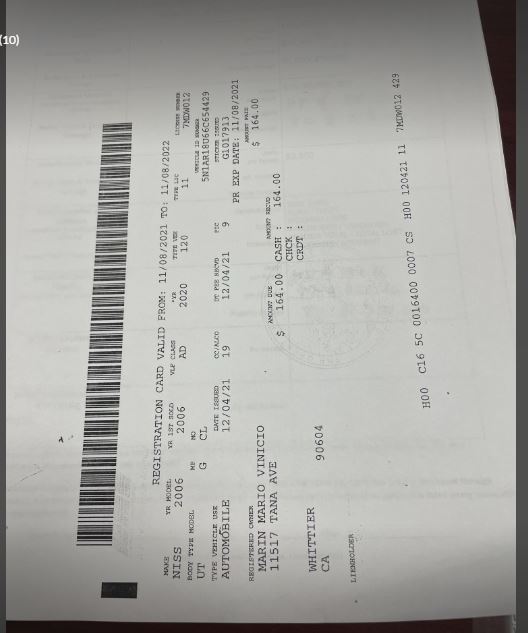 (10)
REGISTRATION CARD VALID FROM: 11/08/2021 TO: 11/08/2022
MAKE YR MODEL YR 1ST SOLD VLF CLASS *YR TYPE VEH TYPE LIC LICENSE NUMBER
NISS 2006 2006 AD 2020 120 11 7MDW012
BODY TYPE MODEL MP MO VEHICLE ID NUMBER
UT G CL 5N1AR18U66C654429
TYPE VEHICLE USE DATE ISSUED CC/ALCO DT FEE RECVD PIC STICKER ISSUED
AUTOMOBILE 12/04/21 19 12/04/21 9 G1017913
PR EXP DATE: 11/08/2021
REGISTERED OWNER AMOUNT PAID
MARIN MARIO VINICIO $ 164.00
11517 TANA AVE AMOUNT DUE AMOUNT RECVD
$ 164.00 CASH : 164.00
CHCK :
CRDT :
WHITTIER
CA 90604
LIENHOLDER
H00 C16 5C 0016400 0007 CS H00 120421 11 7MDW012 429